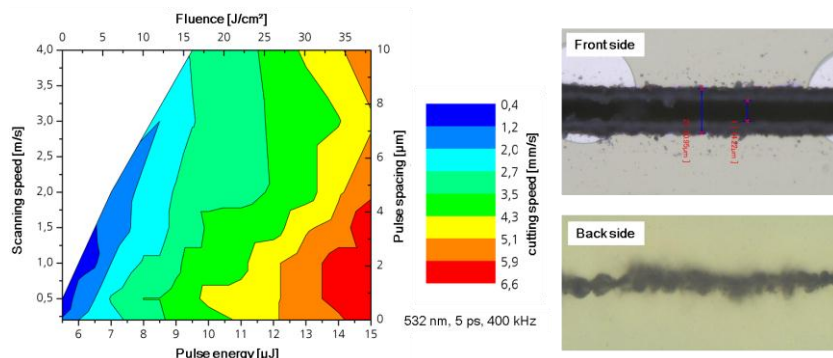 Fluence [J/cm²]
0 5 10 15 20 25 30 35
4,0
3,5
3,0
2,5
2,0
1,5
1,0
0,5
Scanning speed [m/s]
10
8
6
4
2
0
Pulse spacing [µm]
6 7 8 9 10 11 12 13 14 15
Pulse energy [µJ]
0,4
1,2
2,0
3,5
4,3
5,1
5,9
6,6
cutting speed [mm/s]
532 nm, 5 ps, 400 kHz
Front side
Back side